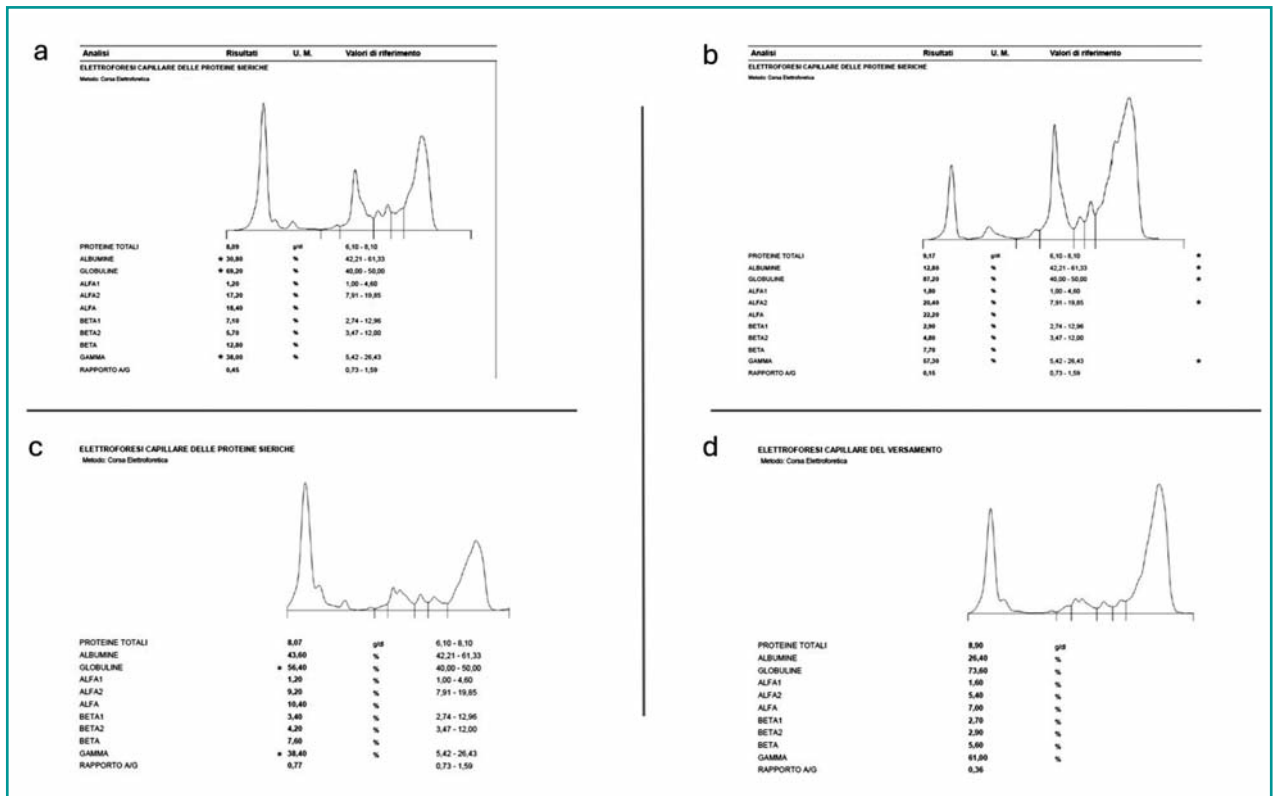 a
Analisi Risultati U. M. Valori di riferimento
ELETTROFORESI CAPILLARE DELLE PROTEINE SIERICHE
Metodo: Corsa Elettroforetica
PROTEINE TOTALI 8,09 g/dl 6,10 - 8,10
ALBUMINE * 30,80 % 42,21 - 61,33
GLOBULINE * 69,20 % 40,00 - 50,00
ALFA1 1,20 % 1,00 - 4,60
ALFA2 17,20 % 7,91 - 19,85
ALFA 18,40 %
BETA1 7,10 % 2,74 - 12,96
BETA2 5,70 % 3,47 - 12,00
BETA 12,80 %
GAMMA * 38,00 % 5,42 - 26,43
RAPPORTO A/G 0,45 0,73 - 1,59
b
Analisi Risultati U. M. Valori di riferimento
ELETTROFORESI CAPILLARE DELLE PROTEINE SIERICHE
Metodo: Corsa Elettroforetica
PROTEINE TOTALI 9,17 g/dl 6,10 - 8,10 *
ALBUMINE 12,80 % 42,21 - 61,33 *
GLOBULINE 87,20 % 40,00 - 50,00 *
ALFA1 1,80 % 1,00 - 4,60
ALFA2 20,40 % 7,91 - 19,85 *
ALFA 22,20 %
BETA1 2,90 % 2,74 - 12,96
BETA2 4,80 % 3,47 - 12,00
BETA 7,70 %
GAMMA 57,30 % 5,42 - 26,43 *
RAPPORTO A/G 0,15 0,73 - 1,59
c
ELETTROFORESI CAPILLARE DELLE PROTEINE SIERICHE
Metodo: Corsa Elettroforetica
PROTEINE TOTALI 8,07 g/dl 6,10 - 8,10
ALBUMINE 43,60 % 42,21 - 61,33
GLOBULINE * 56,40 % 40,00 - 50,00
ALFA1 1,20 % 1,00 - 4,60
ALFA2 9,20 % 7,91 - 19,85
ALFA 10,40 %
BETA1 3,40 % 2,74 - 12,96
BETA2 4,20 % 3,47 - 12,00
BETA 7,60 %
GAMMA * 38,40 % 5,42 - 26,43
RAPPORTO A/G 0,77 0,73 - 1,59
d
ELETTROFORESI CAPILLARE DEL VERSAMENTO
Metodo: Corsa Elettroforetica
PROTEINE TOTALI 8,90 g/dl
ALBUMINE 26,40 %
GLOBULINE 73,60 %
ALFA1 1,60 %
ALFA2 5,40 %
ALFA 7,00 %
BETA1 2,70 %
BETA2 2,90 %
BETA 5,60 %
GAMMA 61,00 %
RAPPORTO A/G 0,36